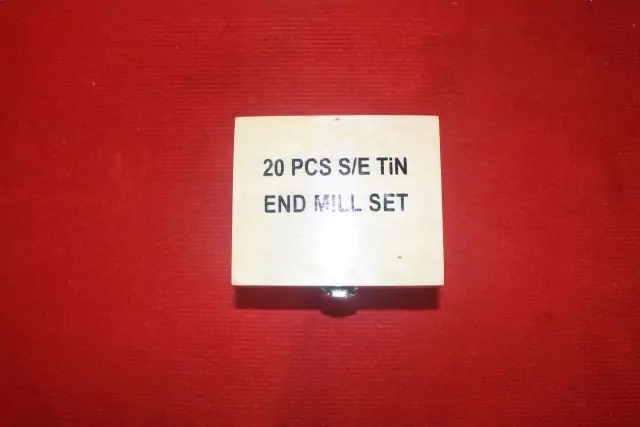 20 PCS S/E TiN
END MILL SET